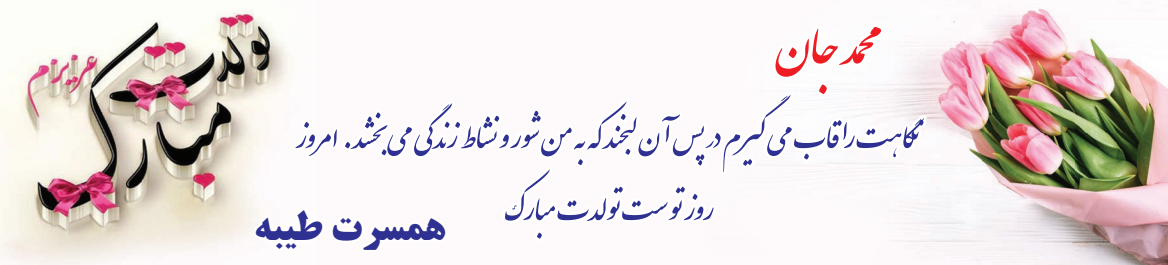 محمد جان
نگاهت را قاب می گیرم در پس آن لبخند که به من شور و نشاط زندگی می بخشد. امروز
روز توست تولدت مبارک
همسرت طیبه
تولدت
مبارک
عزیزم